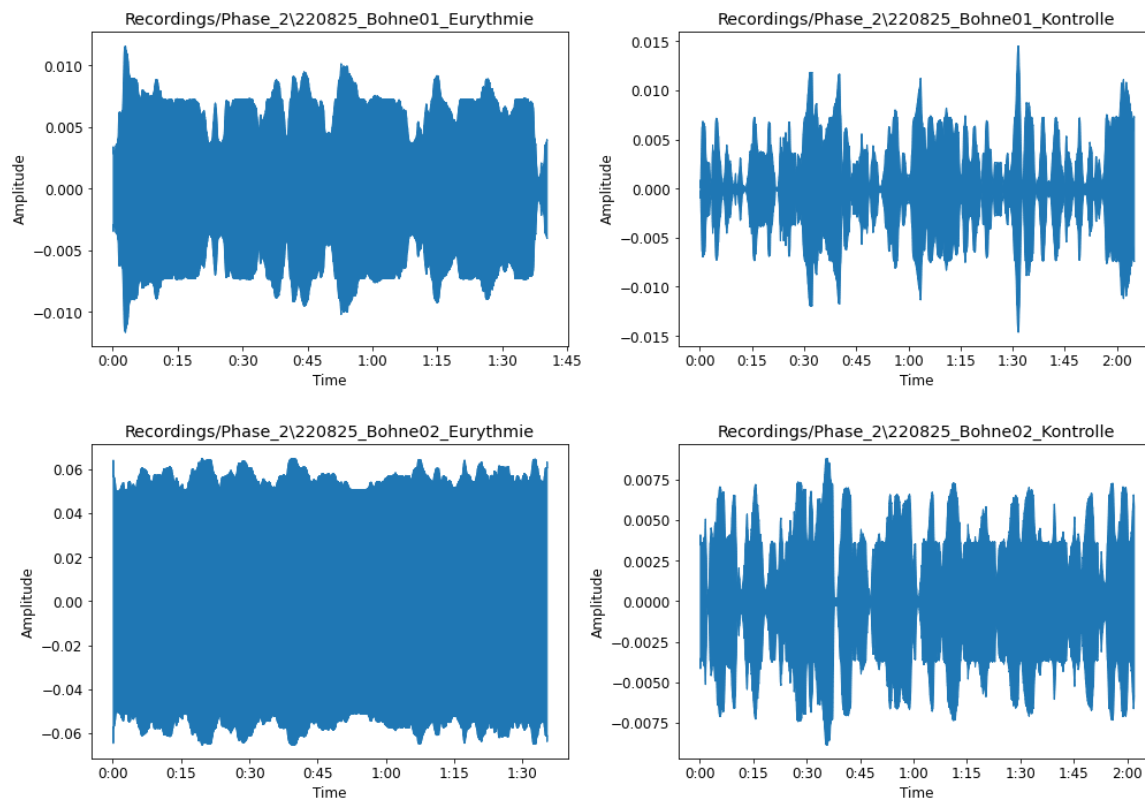 Recordings/Phase_2\220825_Bohne01_Eurythmie
0.010
0.005
0.000
−0.005
−0.010
Amplitude
0:00 0:15 0:30 0:45 1:00 1:15 1:30 1:45
Time
Recordings/Phase_2\220825_Bohne01_Kontrolle
0.015
0.010
0.005
0.000
−0.005
−0.010
−0.015
Amplitude
0:00 0:15 0:30 0:45 1:00 1:15 1:30 1:45 2:00
Time
Recordings/Phase_2\220825_Bohne02_Eurythmie
0.06
0.04
0.02
0.00
−0.02
−0.04
−0.06
Amplitude
0:00 0:15 0:30 0:45 1:00 1:15 1:30
Time
Recordings/Phase_2\220825_Bohne02_Kontrolle
0.0075
0.0050
0.0025
0.0000
−0.0025
−0.0050
−0.0075
Amplitude
0:00 0:15 0:30 0:45 1:00 1:15 1:30 1:45 2:00
Time